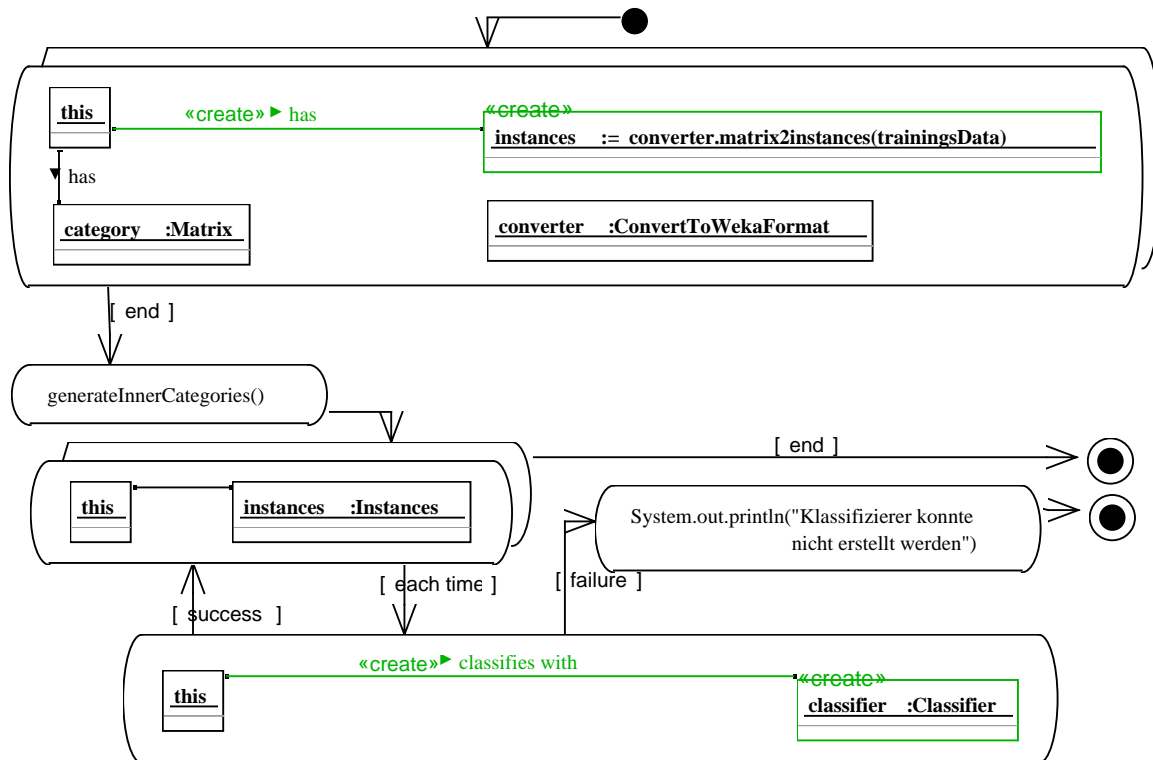 this
«create» has
«create»
instances := converter.matrix2instances(trainingsData)
has
category :Matrix
converter :ConvertToWekaFormat
[ end ]
generateInnerCategories()
[ end ]
this
instances :Instances
System.out.println("Klassifizierer konnte
nicht erstellt werden")
[ success ]
[ each time ]
[ failure ]
«create» classifies with
«create»
this
classifier :Classifier